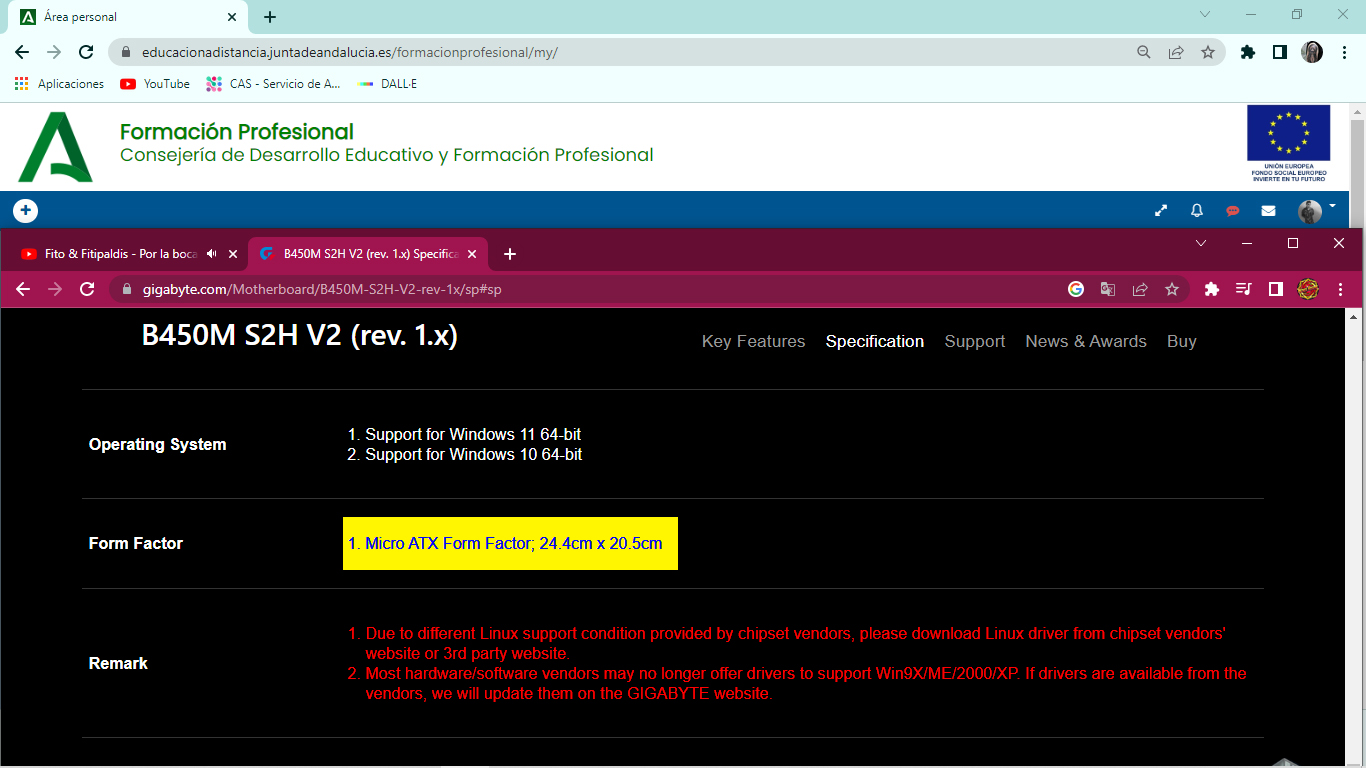 Área personal
educacionadistancia.juntadeandalucia.es/formacionprofesional/my/
Aplicaciones
YouTube
CAS - Servicio de A...
DALL·E
Formación Profesional
Consejería de Desarrollo Educativo y Formación Profesional
UNIÓN EUROPEA
FONDO SOCIAL EUROPEO
INVIERTE EN TU FUTURO
Fito & Fitipaldis - Por la boca
B450M S2H V2 (rev. 1.x) Specifica
gigabyte.com/Motherboard/B450M-S2H-V2-rev-1x/sp#sp
B450M S2H V2 (rev. 1.x)
Key Features
Specification
Support
News & Awards
Buy
Operating System
1. Support for Windows 11 64-bit
2. Support for Windows 10 64-bit
Form Factor
1. Micro ATX Form Factor; 24.4cm x 20.5cm
Remark
1. Due to different Linux support condition provided by chipset vendors, please download Linux driver from chipset vendors'
website or 3rd party website.
2. Most hardware/software vendors may no longer offer drivers to support Win9X/ME/2000/XP. If drivers are available from the
vendors, we will update them on the GIGABYTE website.